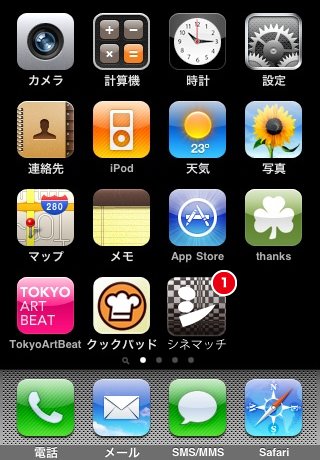 カメラ
計算機
時計
設定
連絡先
iPod
23°
天気
写真
280
マップ
メモ
App Store
thanks
TOKYO
ART
BEAT
TokyoArtBeat
クックパッド
1
シネマッチ
電話
メール
SMS/MMS
Safari